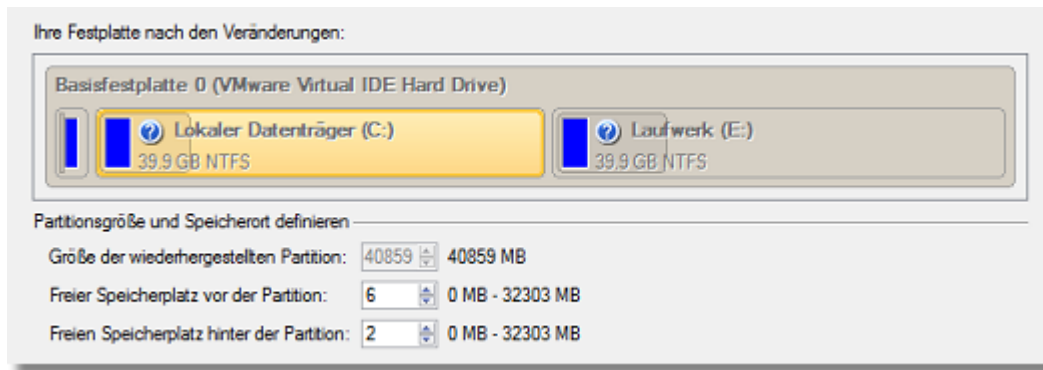 Ihre Festplatte nach den Veränderungen:
Basisfestplatte 0 (VMware Virtual IDE Hard Drive)
Lokaler Datenträger (C:)
39.9 GB NTFS
Laufwerk (E:)
39.9 GB NTFS
Partitionsgröße und Speicherort definieren
Größe der wiederhergestellten Partition: 40859 40859 MB
Freier Speicherplatz vor der Partition: 6 0 MB - 32303 MB
Freien Speicherplatz hinter der Partition: 2 0 MB - 32303 MB